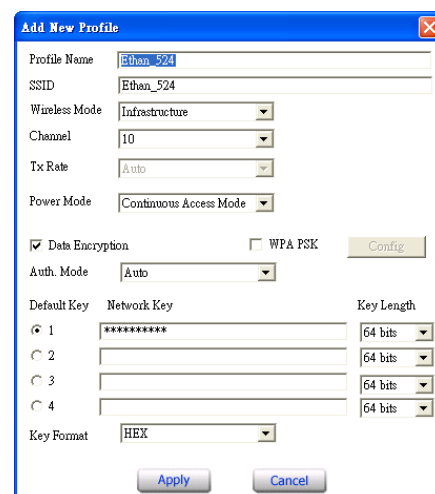 Add New Profile
Profile Name Ethan_524
SSID Ethan_524
Wireless Mode Infrastructure
Channel 10
Tx Rate Auto
Power Mode Continuous Access Mode
Data Encryption WPA PSK Config
Auth. Mode Auto
Default Key Network Key Key Length
1 ********** 64 bits
2 64 bits
3 64 bits
4 64 bits
Key Format HEX
Apply Cancel